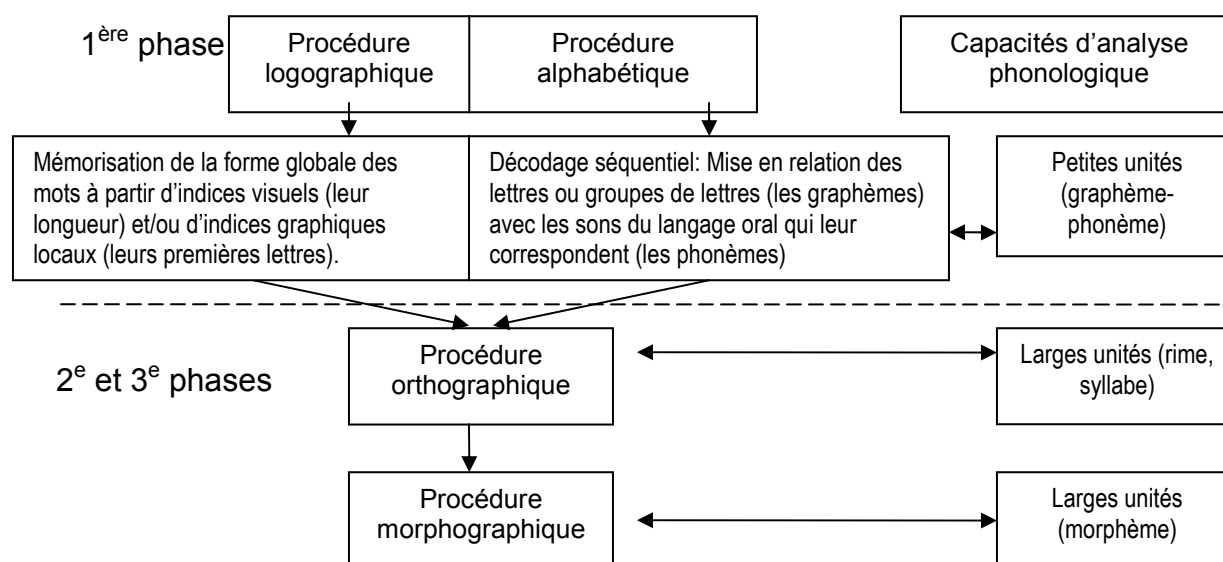 1ère phase
Procédure
logographique
Procédure
alphabétique
Capacités d’analyse
phonologique
Mémorisation de la forme globale des
mots à partir d’indices visuels (leur
longueur) et/ou d’indices graphiques
locaux (leurs premières lettres).
Décodage séquentiel: Mise en relation des
lettres ou groupes de lettres (les graphèmes)
avec les sons du langage oral qui leur
correspondent (les phonèmes)
Petites unités
(graphème-
phonème)
2e et 3e phases
Procédure
orthographique
Larges unités (rime,
syllabe)
Procédure
morphographique
Larges unités
(morphème)